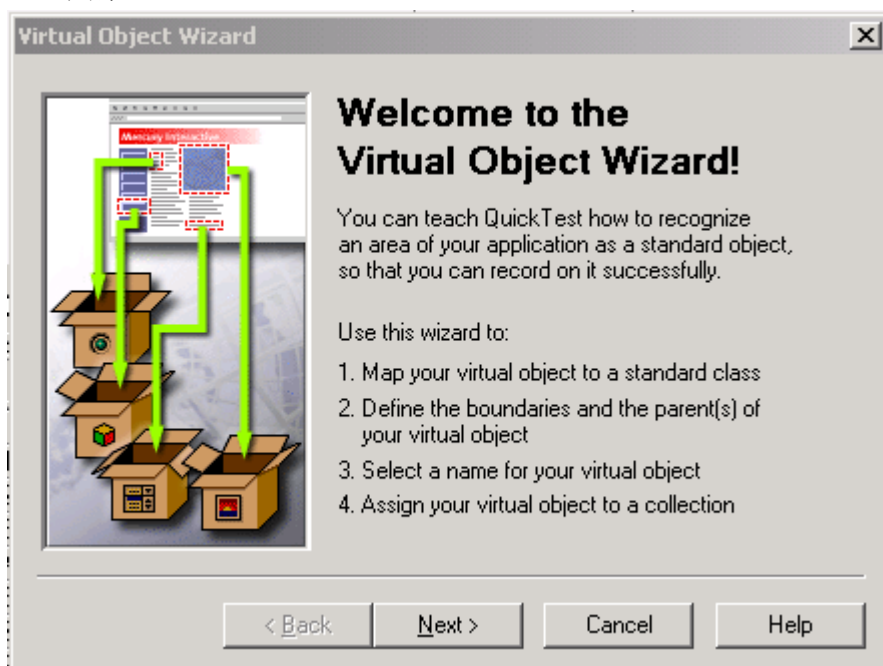 Virtual Object Wizard
Mercury Interactive
Welcome to the
Virtual Object Wizard!
You can teach QuickTest how to recognize
an area of your application as a standard object,
so that you can record on it successfully.
Use this wizard to:
1. Map your virtual object to a standard class
2. Define the boundaries and the parent(s) of
your virtual object
3. Select a name for your virtual object
4. Assign your virtual object to a collection
< Back
Next >
Cancel
Help